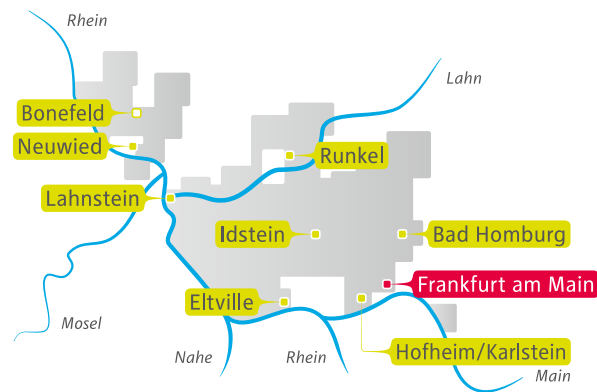 Rhein
Lahn
Bonefeld
Neuwied
Runkel
Lahnstein
Idstein
Bad Homburg
Frankfurt am Main
Eltville
Mosel
Nahe
Rhein
Hofheim/Karlstein
Main